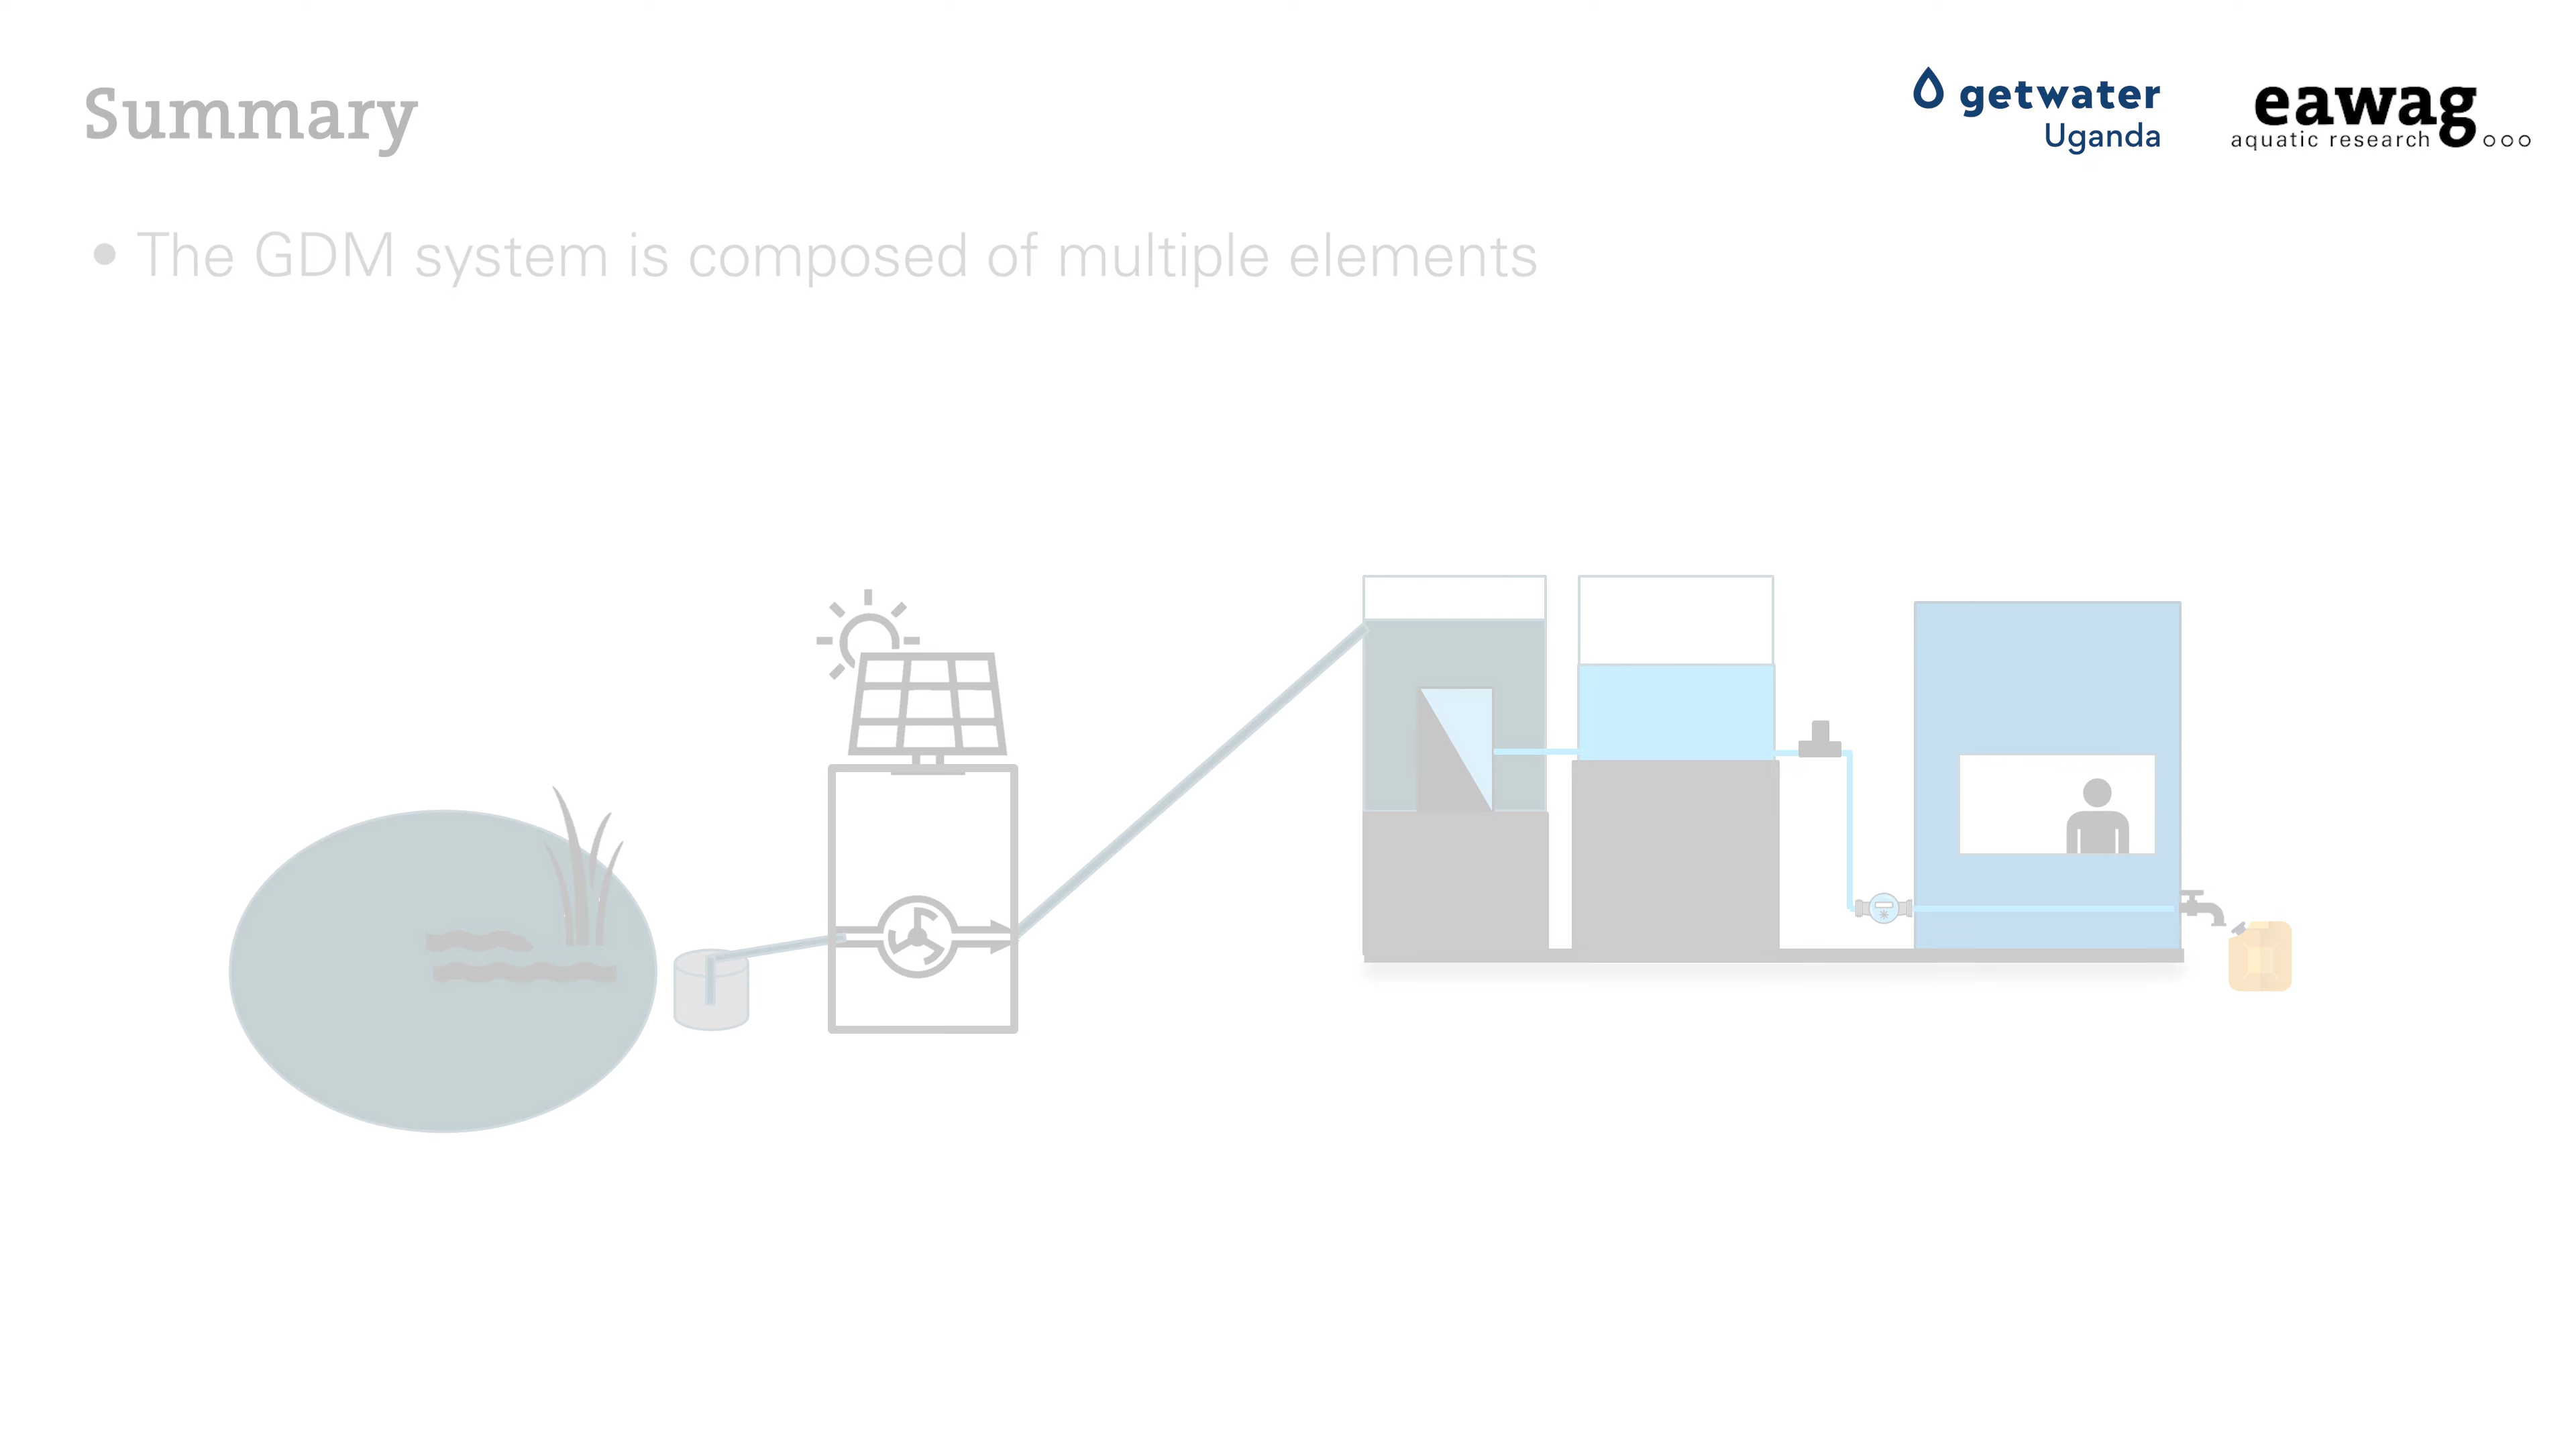 Summary
getwater
Uganda
eawag
aquatic research
• The GDM system is composed of multiple elements